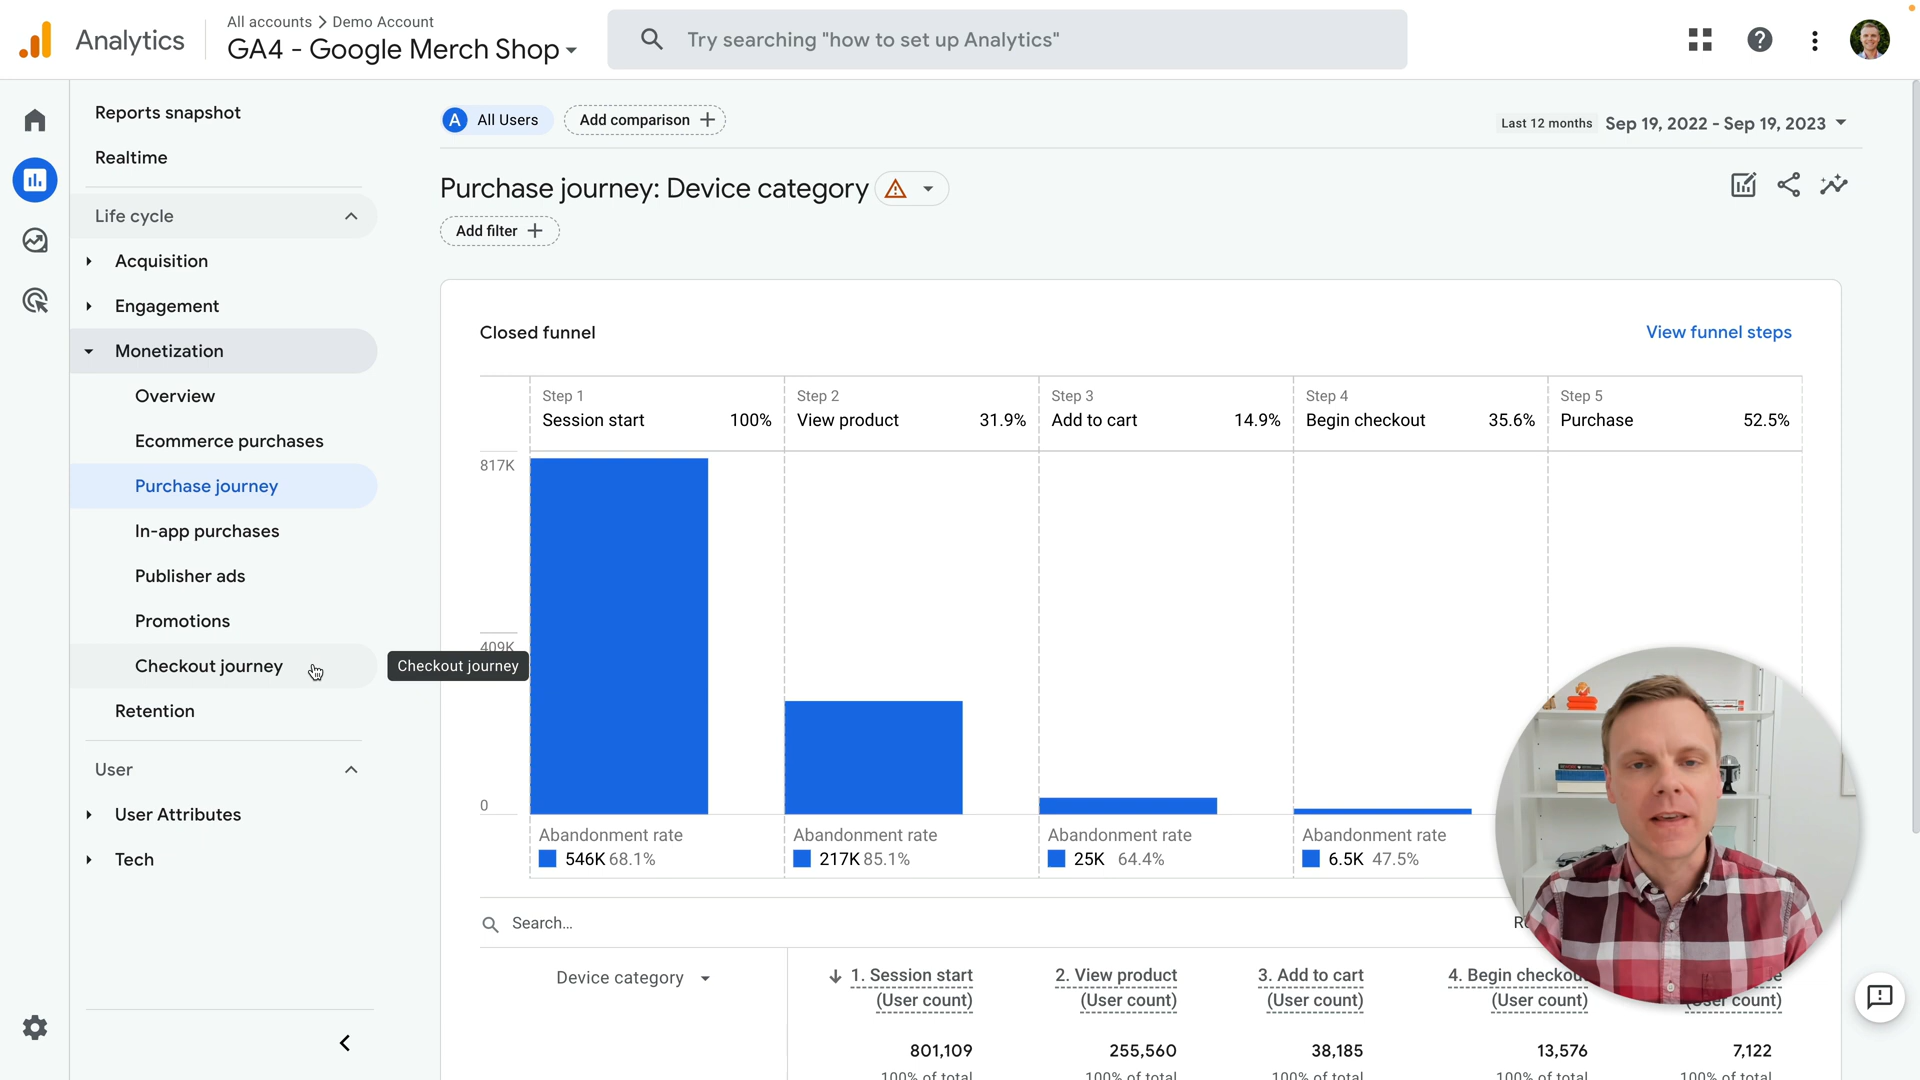 Analytics
All accounts > Demo Account
GA4 - Google Merch Shop
Try searching "how to set up Analytics"
Reports snapshot
Realtime
Life cycle
Acquisition
Engagement
Monetization
Overview
Ecommerce purchases
Purchase journey
In-app purchases
Publisher ads
Promotions
Checkout journey
Retention
User
User Attributes
Tech
A All Users
Add comparison +
Last 12 months Sep 19, 2022 - Sep 19, 2023
Purchase journey: Device category
Add filter +
Closed funnel
View funnel steps
Step 1
Session start 100%
Step 2
View product 31.9%
Step 3
Add to cart 14.9%
Step 4
Begin checkout 35.6%
Step 5
Purchase 52.5%
817K
409K
0
Checkout journey
Abandonment rate
546K 68.1%
Abandonment rate
217K 85.1%
Abandonment rate
25K 64.4%
Abandonment rate
6.5K 47.5%
Search...
Device category
1. Session start
(User count)
2. View product
(User count)
3. Add to cart
(User count)
4. Begin
(User count)
count)
801,109
255,560
38,185
13,576
7,122
100% of total
100% of total
100% of total
100% of total
100% of total